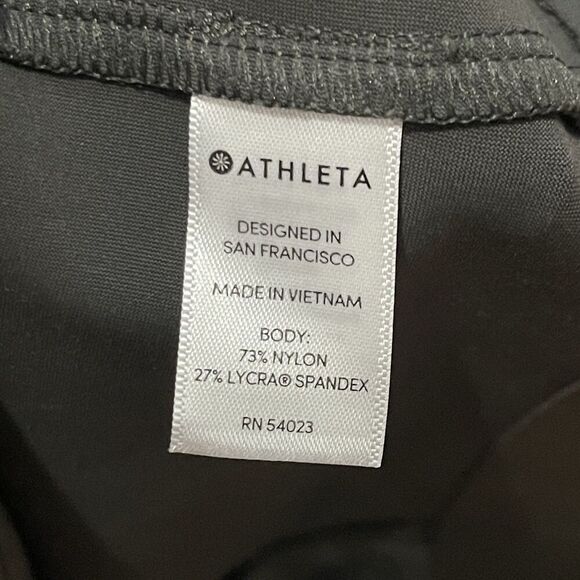 ATHLETA
DESIGNED IN
SAN FRANCISCO
MADE IN VIETNAM
BODY:
73% NYLON
27% LYCRA® SPANDEX
RN 54023